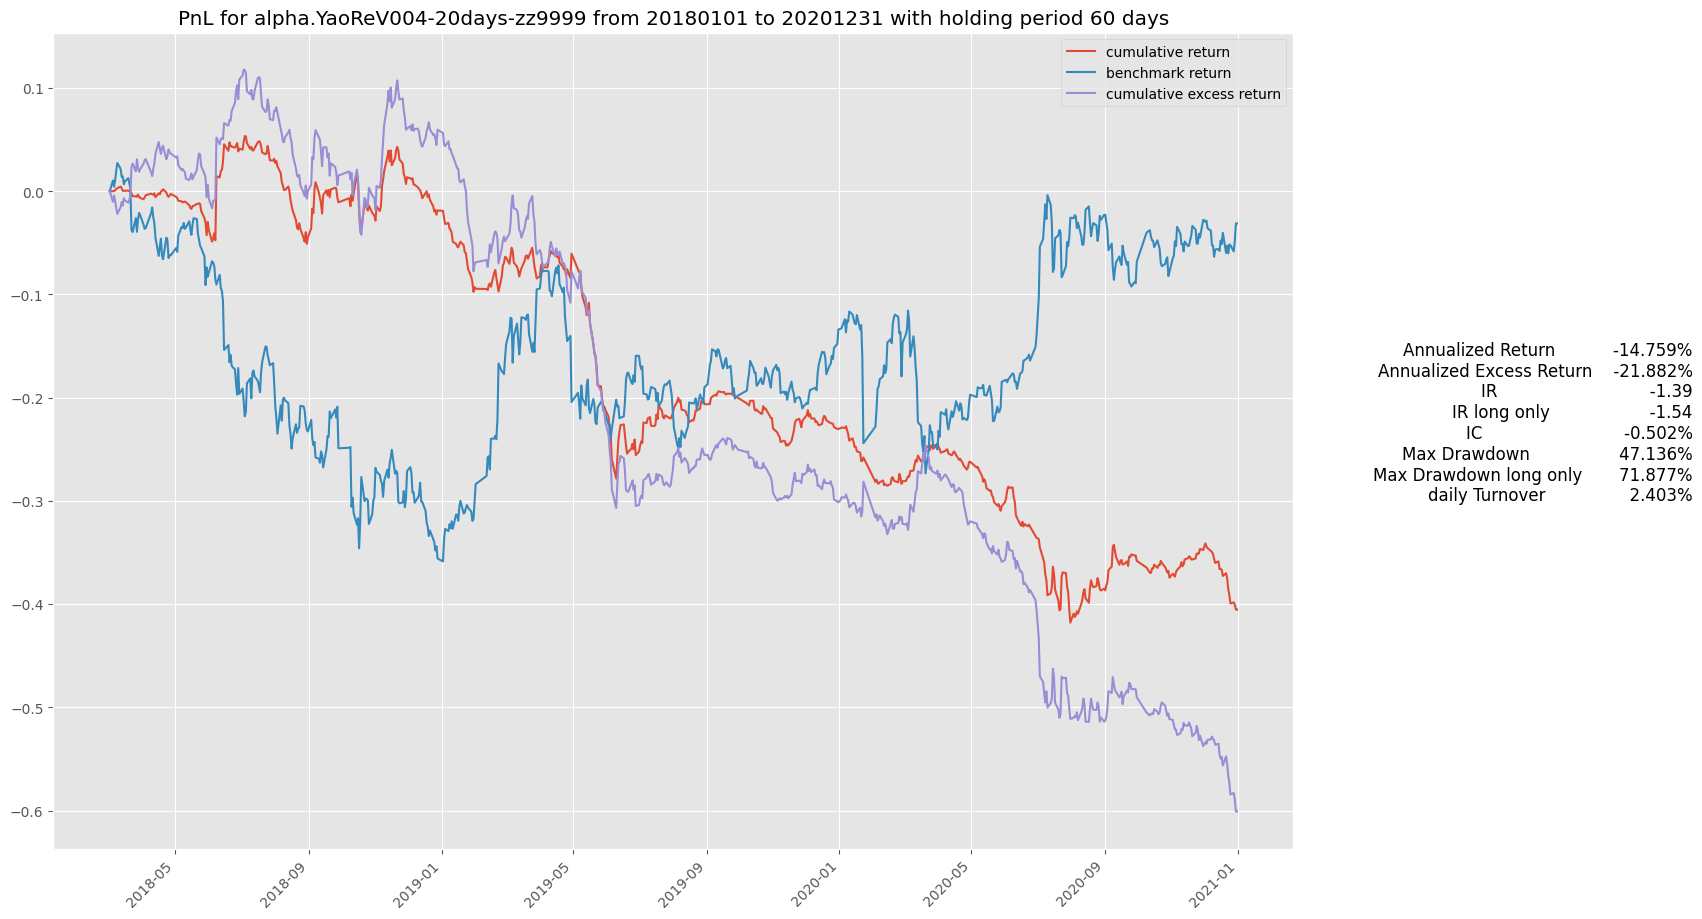 PnL for alpha.YaoReV004-20days-zz9999 from 20180101 to 20201231 with holding period 60 days
cumulative return
benchmark return
cumulative excess return
0.1
0.0
−0.1
−0.2
−0.3
−0.4
−0.5
−0.6
2018-05
2018-09
2019-01
2019-05
2019-09
2020-01
2020-05
2020-09
2021-01
Annualized Return -14.759%
Annualized Excess Return -21.882%
IR -1.39
IR long only -1.54
IC -0.502%
Max Drawdown 47.136%
Max Drawdown long only 71.877%
daily Turnover 2.403%